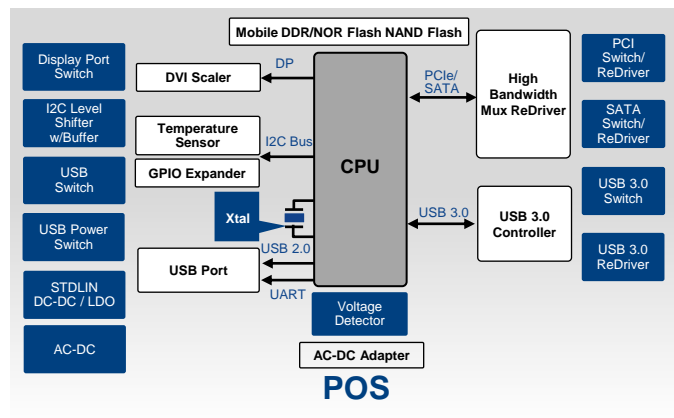 Mobile DDR/NOR Flash NAND Flash
Display Port
Switch
I2C Level
Shifter
w/Buffer
USB
Switch
USB Power
Switch
STDLIN
DC-DC / LDO
AC-DC
DVI Scaler
DP
Temperature
Sensor
I2C Bus
GPIO Expander
Xtal
USB 2.0
USB Port
UART
CPU
Voltage
Detector
AC-DC Adapter
POS
PCIe/
SATA
High
Bandwidth
Mux ReDriver
USB 3.0
USB 3.0
Controller
PCI
Switch/
ReDriver
SATA
Switch/
ReDriver
USB 3.0
Switch
USB 3.0
ReDriver